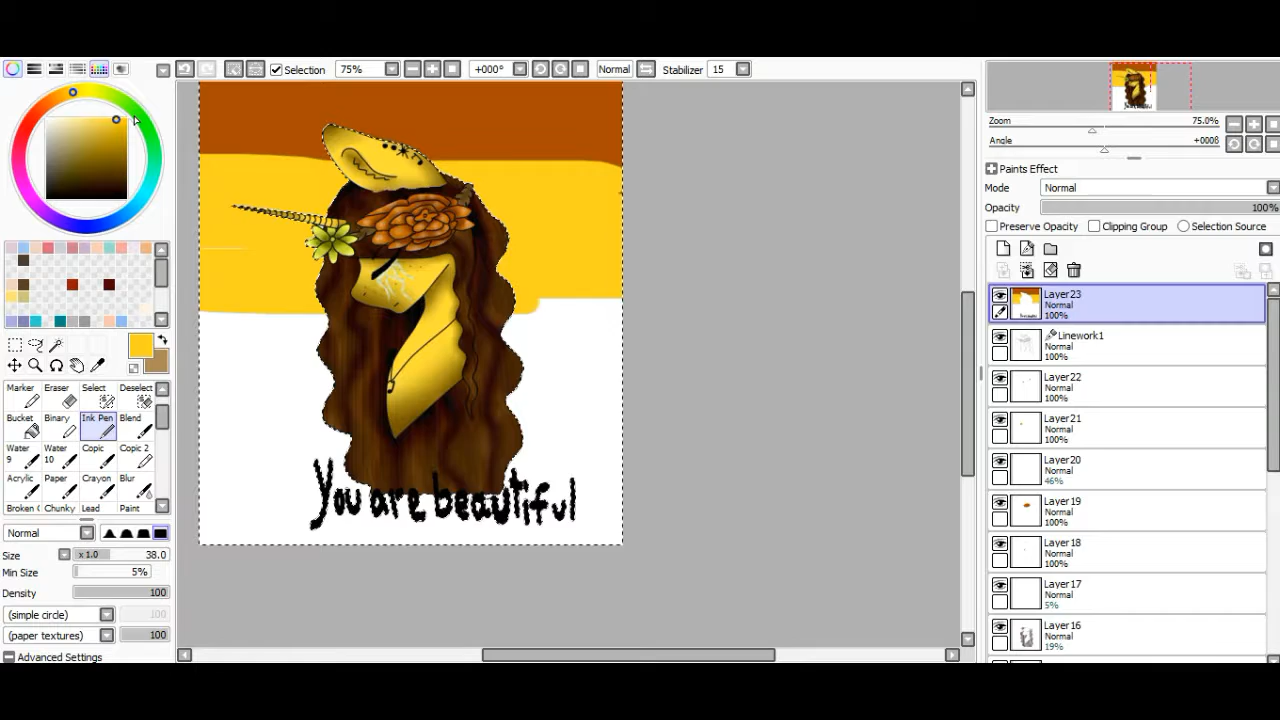 Selection 75% +000° Normal Stabilizer 15
Zoom 75.0%
Angle +000ß
Paints Effect
Mode Normal
Opacity 100%
Preserve Opacity Clipping Group Selection Source
Layer23
Normal
100%
Linework1
Normal
100%
Layer22
Normal
100%
Layer21
Normal
100%
Layer20
Normal
46%
Layer19
Normal
100%
Layer18
Normal
100%
Layer17
Normal
5%
Layer16
Normal
19%
Marker Eraser Select Deselect
Bucket Binary Ink Pen Blend
Water 9 Water 10 Copic Copic 2
Acrylic Paper Crayon Blur
Broken Chunky Lead Paint
Normal
Size x 1.0 38.0
Min Size 5%
Density 100
(simple circle) 100
(paper textures) 100
Advanced Settings
You are beautiful